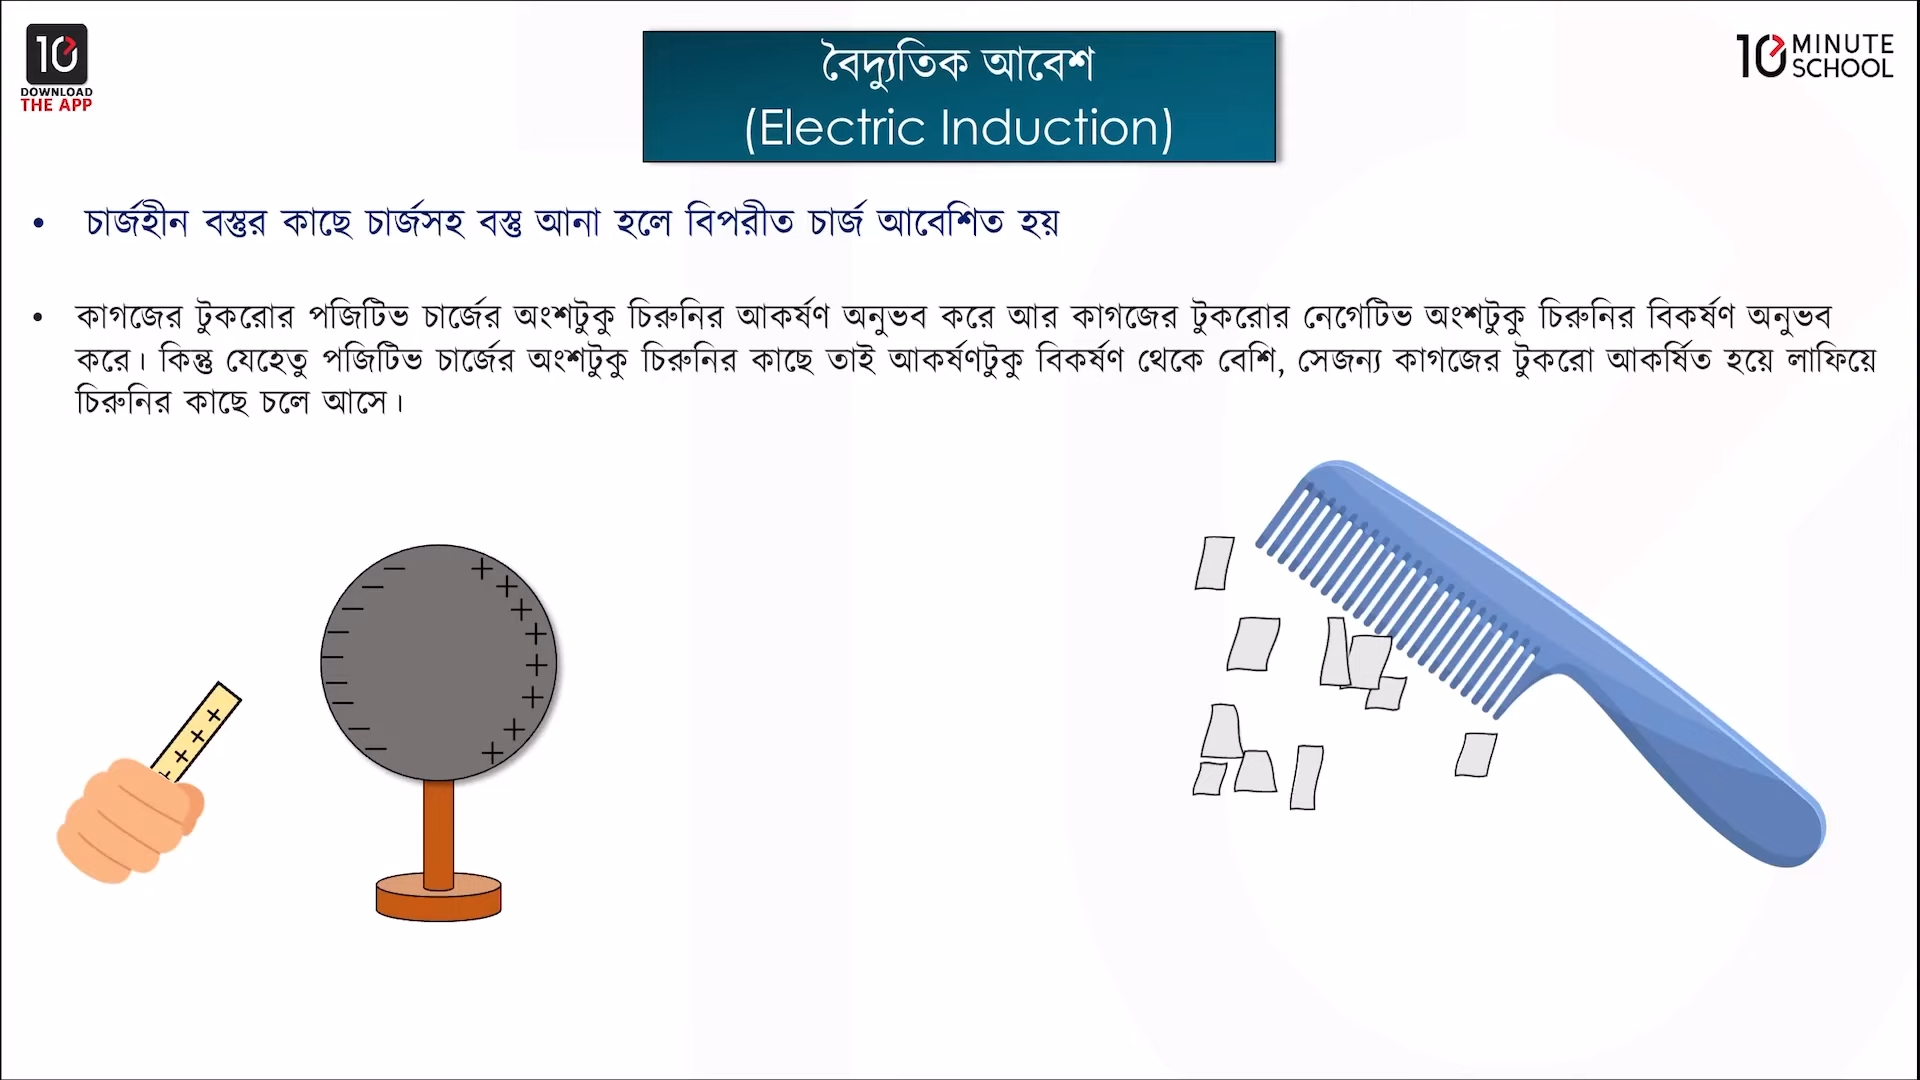 10
DOWNLOAD
THE APP
বৈদ্যুতিক আবেশ
(Electric Induction)
10 MINUTE
SCHOOL
• চার্জহীন বস্তুর কাছে চার্জসহ বস্তু আনা হলে বিপরীত চার্জ আবেশিত হয়
• কাগজের টুকরোর পজিটিভ চার্জের অংশটুকু চিরুনির আকর্ষণ অনুভব করে আর কাগজের টুকরোর নেগেটিভ অংশটুকু চিরুনির বিকর্ষণ অনুভব
করে। কিন্তু যেহেতু পজিটিভ চার্জের অংশটুকু চিরুনির কাছে তাই আকর্ষণটুকু বিকর্ষণ থেকে বেশি, সেজন্য কাগজের টুকরো আকর্ষিত হয়ে লাফিয়ে
চিরুনির কাছে চলে আসে।